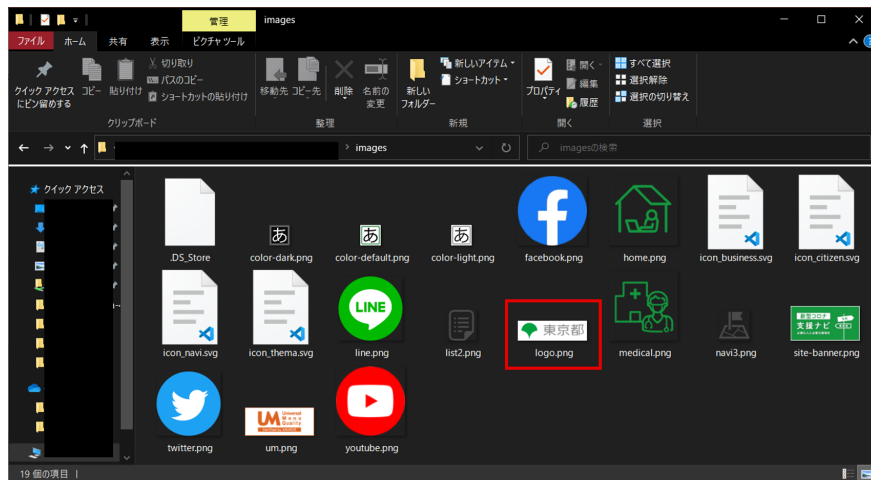 管理
images
ファイル ホーム 共有 表示 ピクチャ ツール
クイック アクセス
にピン留めする
コピー
貼り付け
切り取り
パスのコピー
ショートカットの貼り付け
クリップボード
移動先 コピー先 削除 名前の
変更
整理
新しい
フォルダー
新しいアイテム
ショートカット
新規
プロパティ
開く
編集
履歴
開く
すべて選択
選択解除
選択の切り替え
選択
images
imagesの検索
クイック アクセス
あ あ あ
.DS_Store color-dark.png color-default.png color-light.png facebook.png home.png icon_business.svg icon_citizen.svg
LINE
東京都
新型コロナ
支援ナビ
icon_navi.svg icon_thema.svg line.png list2.png logo.png medical.png navi3.png site-banner.png
UM Universal
Menu
Quality
twitter.png um.png youtube.png
19 個の項目